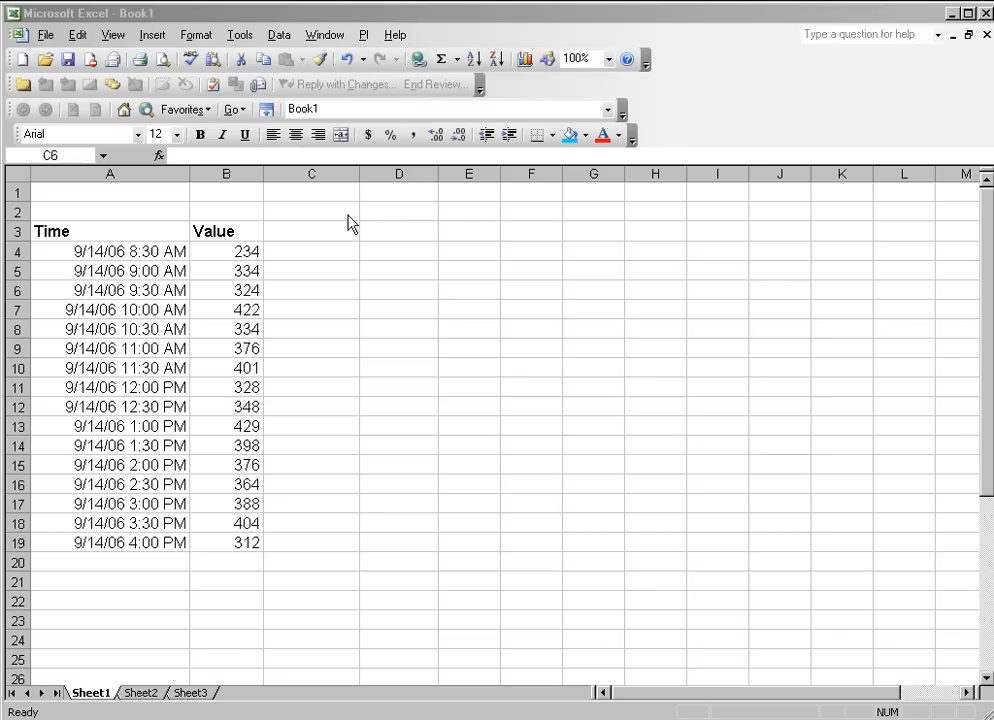 Microsoft Excel - Book1
File Edit View Insert Format Tools Data Window PI Help Type a question for help
100%
Reply with Changes... End Review...
Favorites Go Book1
Arial 12 B I U $ % , .00 .00
C6 fx
A B C D E F G H I J K L M
1
2
3 Time Value
4 9/14/06 8:30 AM 234
5 9/14/06 9:00 AM 334
6 9/14/06 9:30 AM 324
7 9/14/06 10:00 AM 422
8 9/14/06 10:30 AM 334
9 9/14/06 11:00 AM 376
10 9/14/06 11:30 AM 401
11 9/14/06 12:00 PM 328
12 9/14/06 12:30 PM 348
13 9/14/06 1:00 PM 429
14 9/14/06 1:30 PM 398
15 9/14/06 2:00 PM 376
16 9/14/06 2:30 PM 364
17 9/14/06 3:00 PM 388
18 9/14/06 3:30 PM 404
19 9/14/06 4:00 PM 312
20
21
22
23
24
25
26
Sheet1 Sheet2 Sheet3
Ready NUM